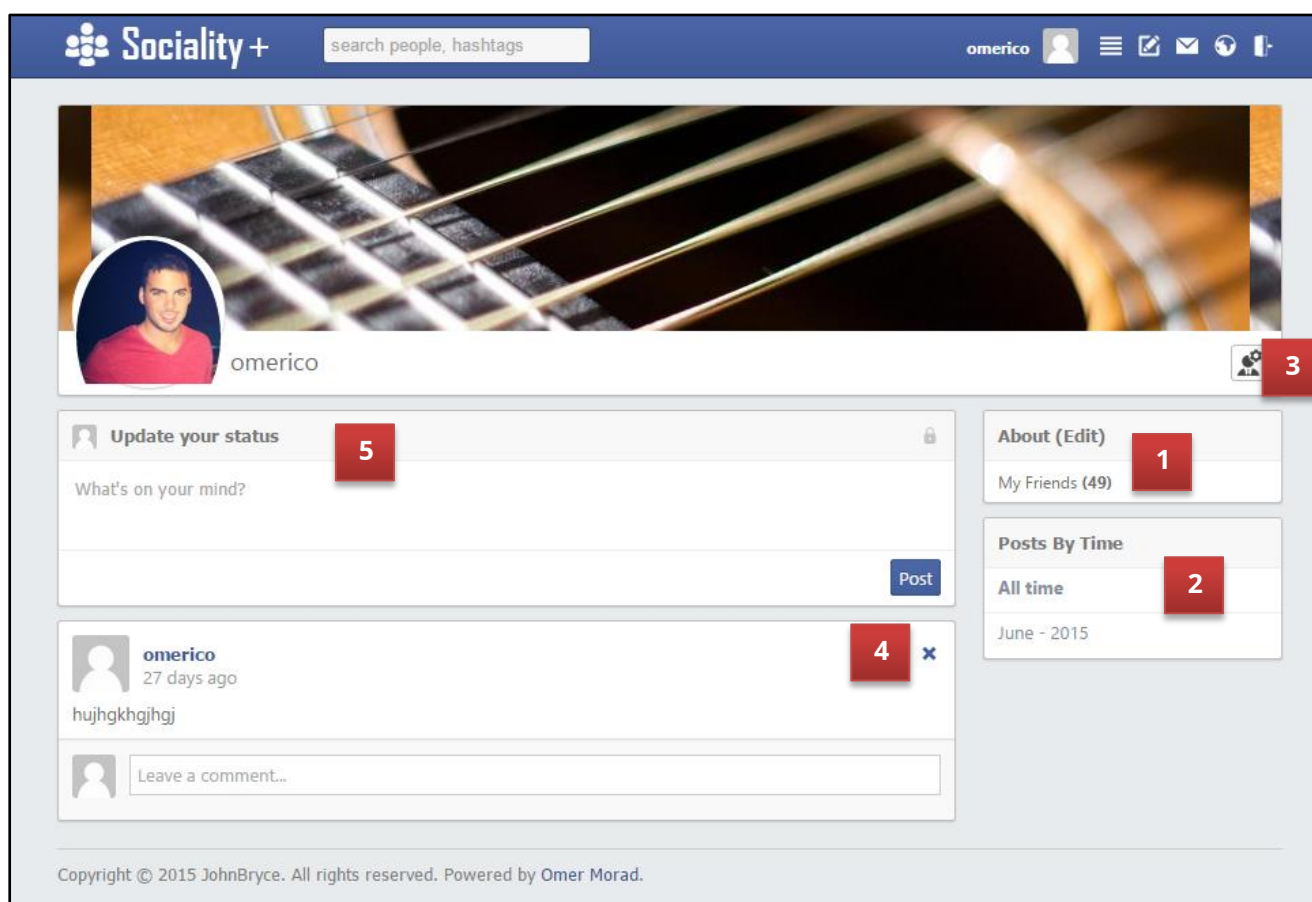 Sociality+
search people, hashtags
omerico
omerico
3
Update your status
5
What's on your mind?
Post
omerico
4
27 days ago
hujhgkhgjhgj
Leave a comment...
About (Edit)
1
My Friends (49)
Posts By Time
All time
2
June - 2015
Copyright © 2015 JohnBryce. All rights reserved. Powered by Omer Morad.